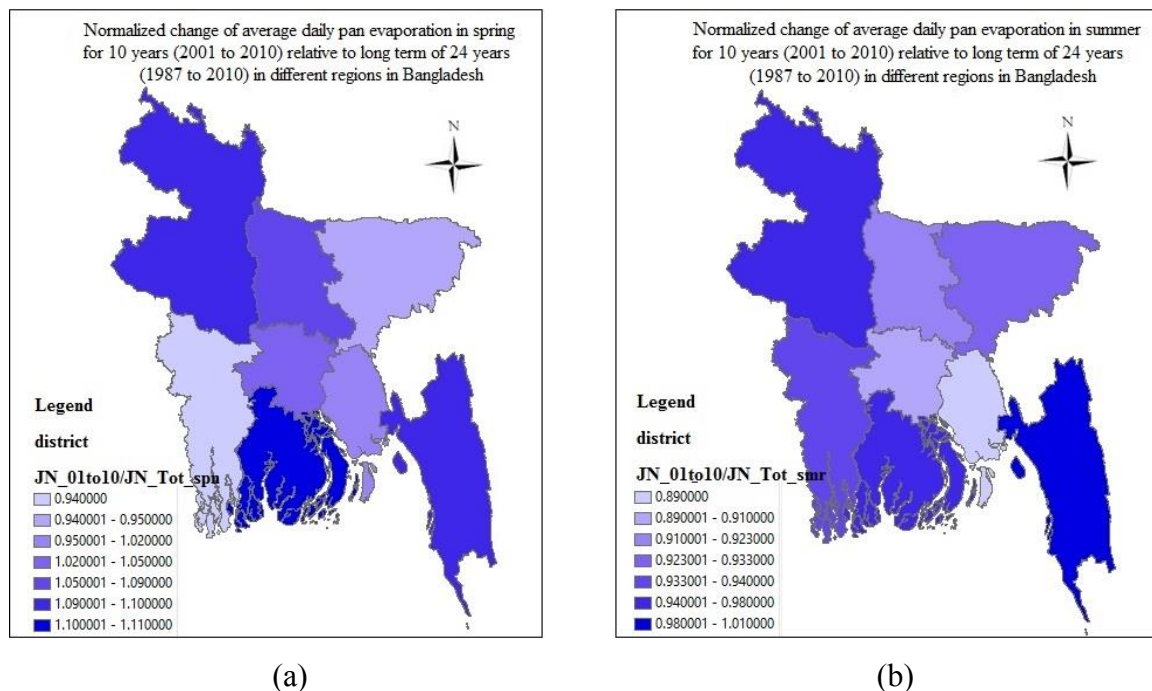 Normalized change of average daily pan evaporation in spring
for 10 years (2001 to 2010) relative to long term of 24 years
(1987 to 2010) in different regions in Bangladesh
N
Legend
district
JN_01to10/JN_Tot_spn
0.940000
0.940001 - 0.950000
0.950001 - 1.020000
1.020001 - 1.050000
1.050001 - 1.090000
1.090001 - 1.100000
1.100001 - 1.110000
(a)
Normalized change of average daily pan evaporation in summer
for 10 years (2001 to 2010) relative to long term of 24 years
(1987 to 2010) in different regions in Bangladesh
N
Legend
district
JN_01to10/JN_Tot_smr
0.890000
0.890001 - 0.910000
0.910001 - 0.923000
0.923001 - 0.933000
0.933001 - 0.940000
0.940001 - 0.980000
0.980001 - 1.010000
(b)